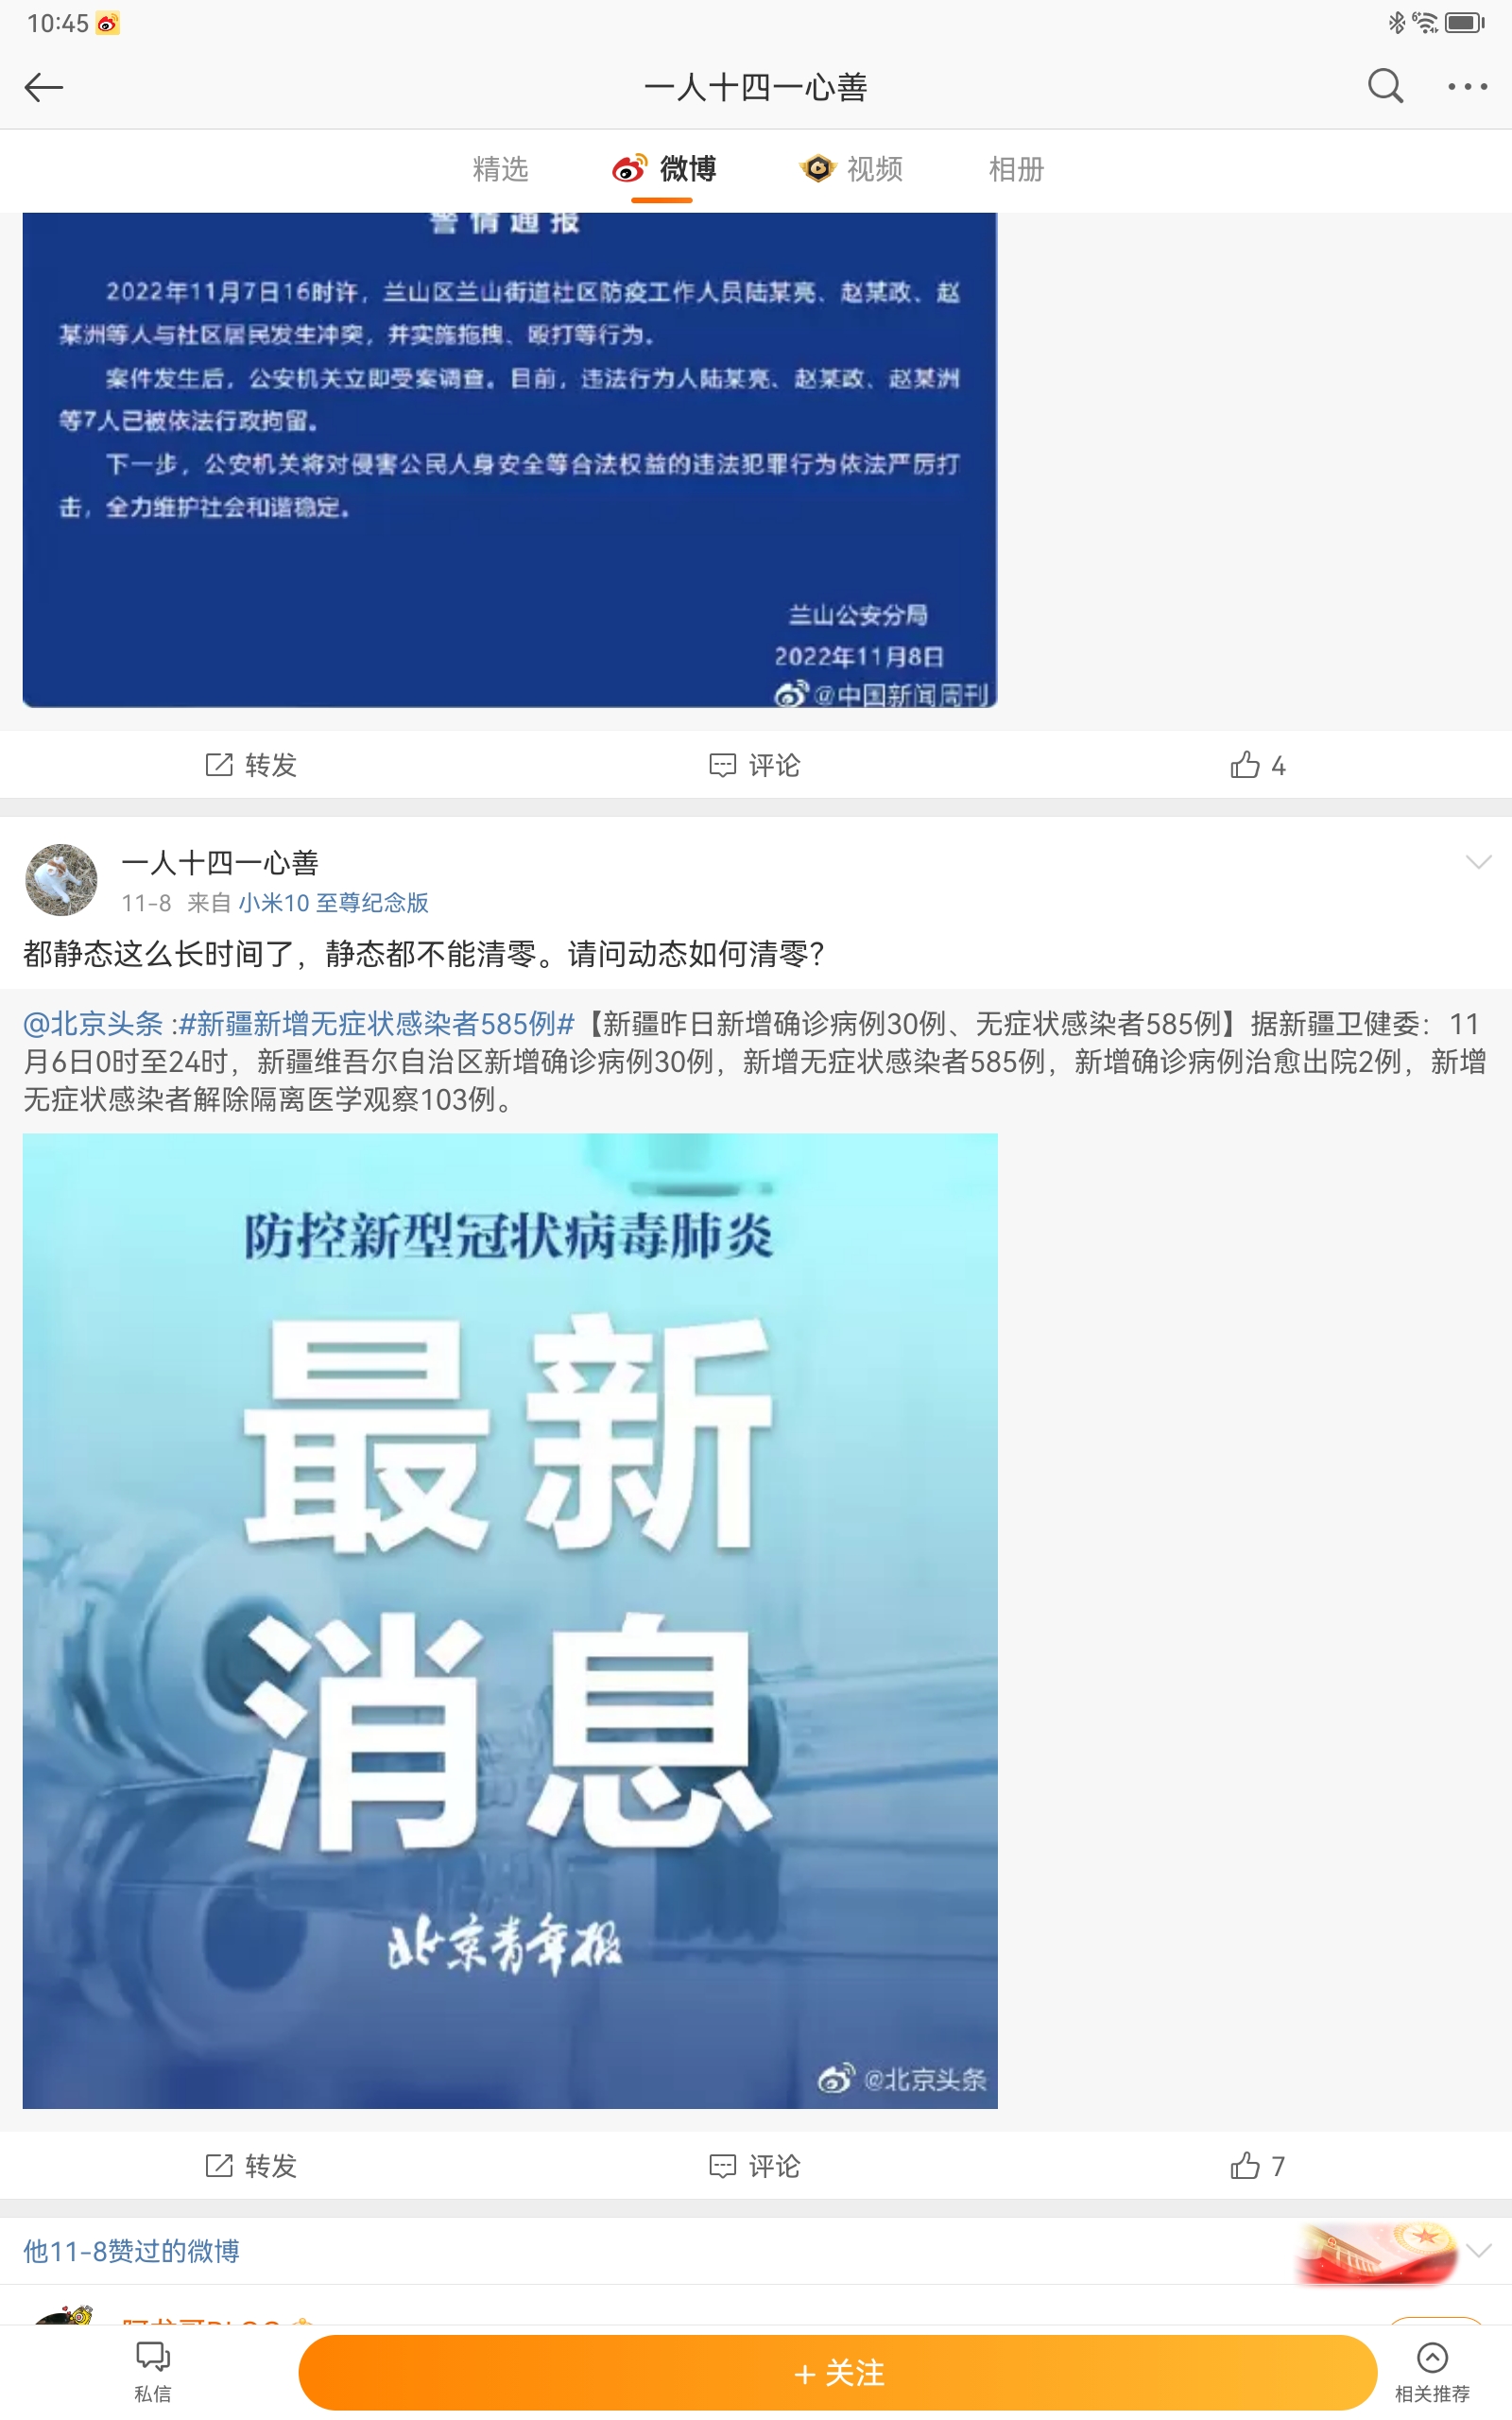 10:45
一人十四一心善
精选 微博 视频 相册
警情通报
2022年11月7日16时许，兰山区兰山街道社区防疫工作人员陆某亮、赵某政、赵
某洲等人与社区居民发生冲突，并实施拖拽、殴打等行为。
案件发生后，公安机关立即受案调查。目前，违法行为人陆某亮、赵某政、赵某洲
等7人已被依法行政拘留。
下一步，公安机关将对侵害公民人身安全等合法权益的违法犯罪行为依法严厉打
击，全力维护社会和谐稳定。
兰山公安分局
2022年11月8日
@中国新闻周刊
转发 评论 4
一人十四一心善
11-8 来自 小米10 至尊纪念版
都静态这么长时间了，静态都不能清零。请问动态如何清零？
@北京头条 :#新疆新增无症状感染者585例#【新疆昨日新增确诊病例30例、无症状感染者585例】据新疆卫健委：11
月6日0时至24时，新疆维吾尔自治区新增确诊病例30例，新增无症状感染者585例，新增确诊病例治愈出院2例，新增
无症状感染者解除隔离医学观察103例。
防控新型冠状病毒肺炎
最新
消息
北京青年报
@北京头条
转发 评论 7
他11-8赞过的微博
私信 + 关注 相关推荐